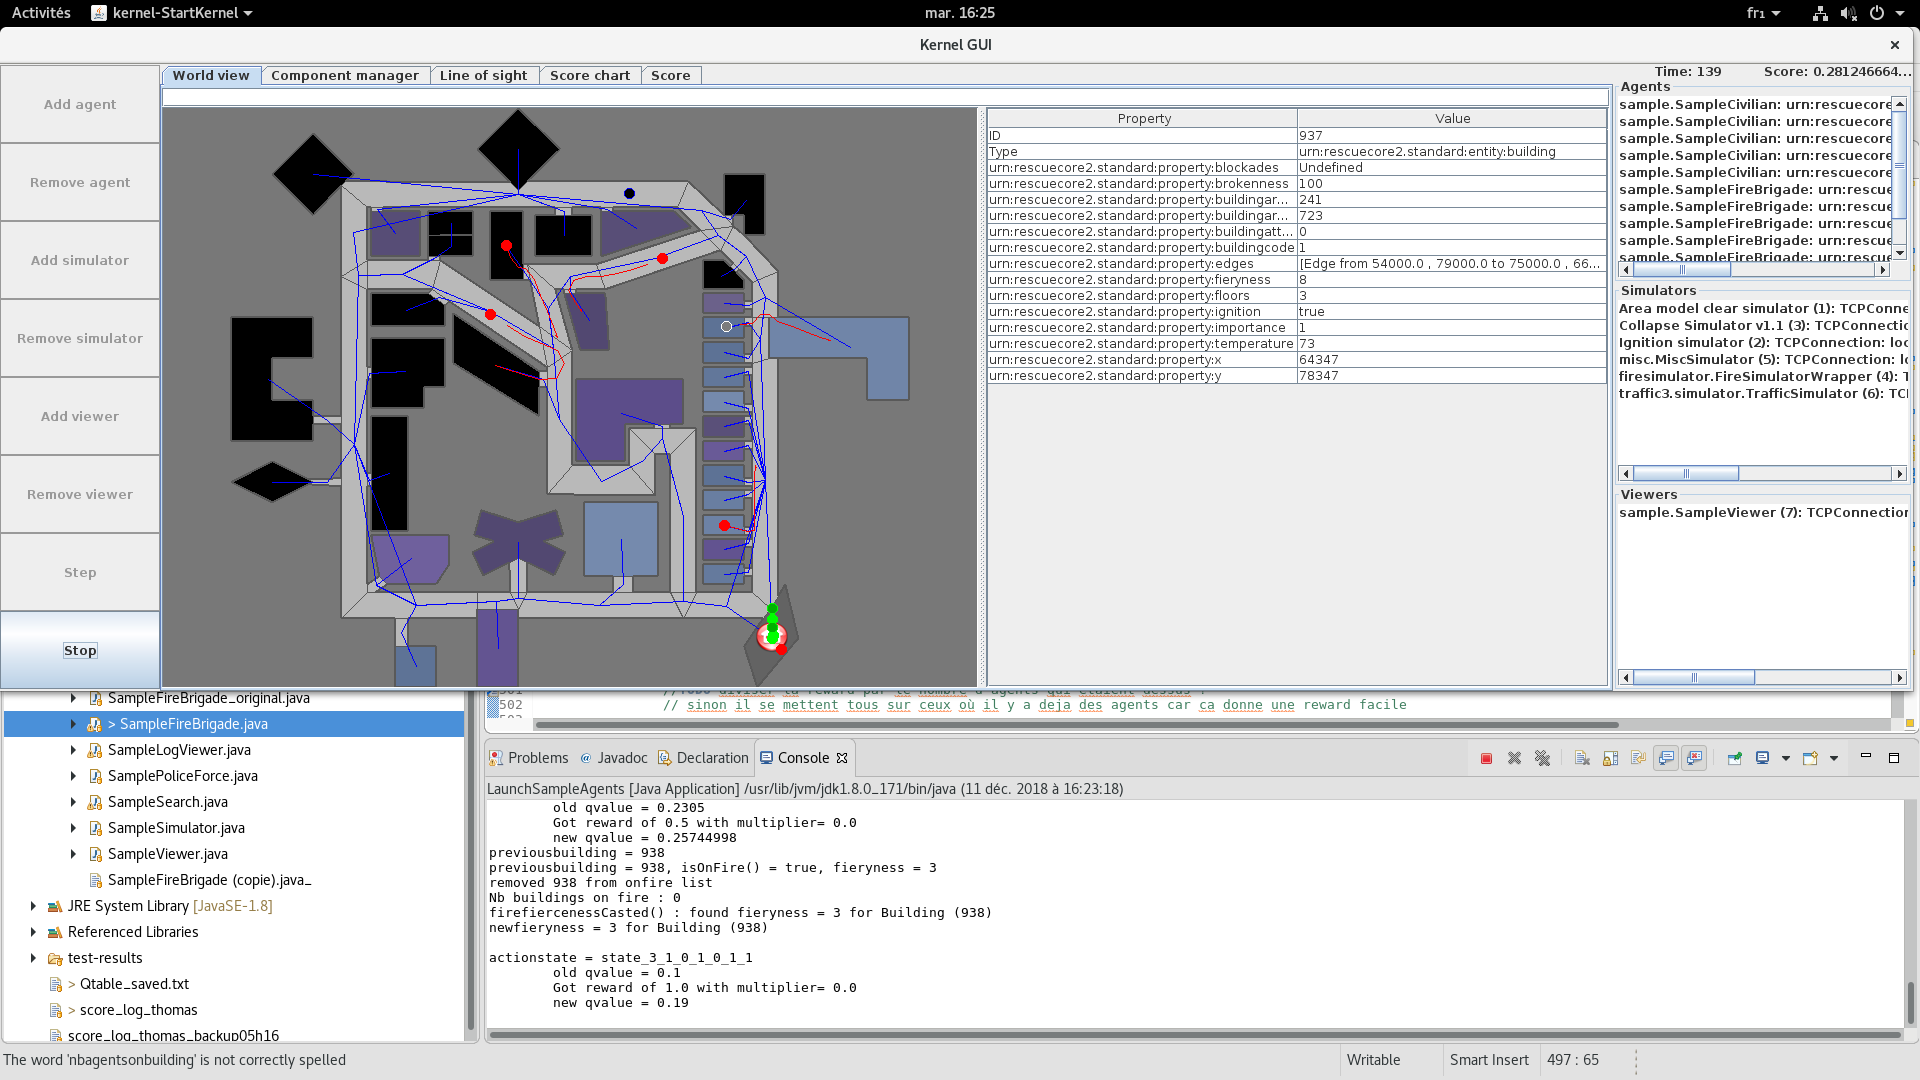 Activités
kernel-StartKernel
mar. 16:25
fr₁
Kernel GUI
Add agent
Remove agent
Add simulator
Remove simulator
Add viewer
Remove viewer
Step
Stop
World view
Component manager
Line of sight
Score chart
Score
Time: 139
Score: 0.281246664...
Property
Value
ID
937
Type
urn:rescuecore2.standard:entity:building
urn:rescuecore2.standard:property:blockades
Undefined
urn:rescuecore2.standard:property:brokenness
100
urn:rescuecore2.standard:property:buildingar...
241
urn:rescuecore2.standard:property:buildingar...
723
urn:rescuecore2.standard:property:buildingatt...
0
urn:rescuecore2.standard:property:buildingcode
1
urn:rescuecore2.standard:property:edges
[Edge from 54000.0 , 79000.0 to 75000.0 , 66...
urn:rescuecore2.standard:property:fieryness
8
urn:rescuecore2.standard:property:floors
3
urn:rescuecore2.standard:property:ignition
true
urn:rescuecore2.standard:property:importance
1
urn:rescuecore2.standard:property:temperature
73
urn:rescuecore2.standard:property:x
64347
urn:rescuecore2.standard:property:y
78347
Agents
sample.SampleCivilian: urn:rescuecore
sample.SampleCivilian: urn:rescuecore
sample.SampleCivilian: urn:rescuecore
sample.SampleCivilian: urn:rescuecore
sample.SampleCivilian: urn:rescuecore
sample.SampleFireBrigade: urn:rescue
sample.SampleFireBrigade: urn:rescue
sample.SampleFireBrigade: urn:rescue
sample.SampleFireBrigade: urn:rescue
sample.SampleFireBrigade: urn:rescue
Simulators
Area model clear simulator (1): TCPConne
Collapse Simulator v1.1 (3): TCPConnectio
Ignition simulator (2): TCPConnection: loc
misc.MiscSimulator (5): TCPConnection: lo
firesimulator.FireSimulatorWrapper (4): T
traffic3.simulator.TrafficSimulator (6): TCI
Viewers
sample.SampleViewer (7): TCPConnection
SampleFireBrigade_original.java
> SampleFireBrigade.java
SampleLogViewer.java
SamplePoliceForce.java
SampleSearch.java
SampleSimulator.java
SampleViewer.java
SampleFireBrigade (copie).java_
JRE System Library [JavaSE-1.8]
Referenced Libraries
test-results
> Qtable_saved.txt
> score_log_thomas
score_log_thomas_backup05h16
//TODO diviser la reward par le nombre d'agents qui étaient dessus !
502
// sinon il se mettent tous sur ceux où il y a deja des agents car ca donne une reward facile
Problems
@ Javadoc
Declaration
Console
LaunchSampleAgents [Java Application] /usr/lib/jvm/jdk1.8.0_171/bin/java (11 déc. 2018 à 16:23:18)
old qvalue = 0.2305
Got reward of 0.5 with multiplier= 0.0
new qvalue = 0.25744998
previousbuilding = 938
previousbuilding = 938, isOnFire() = true, fieryness = 3
removed 938 from onfire list
Nb buildings on fire : 0
firefiercenessCasted() : found fieryness = 3 for Building (938)
newfieryness = 3 for Building (938)
actionstate = state_3_1_0_1_0_1_1
old qvalue = 0.1
Got reward of 1.0 with multiplier= 0.0
new qvalue = 0.19
The word 'nbagentsonbuilding' is not correctly spelled
Writable
Smart Insert
497 : 65